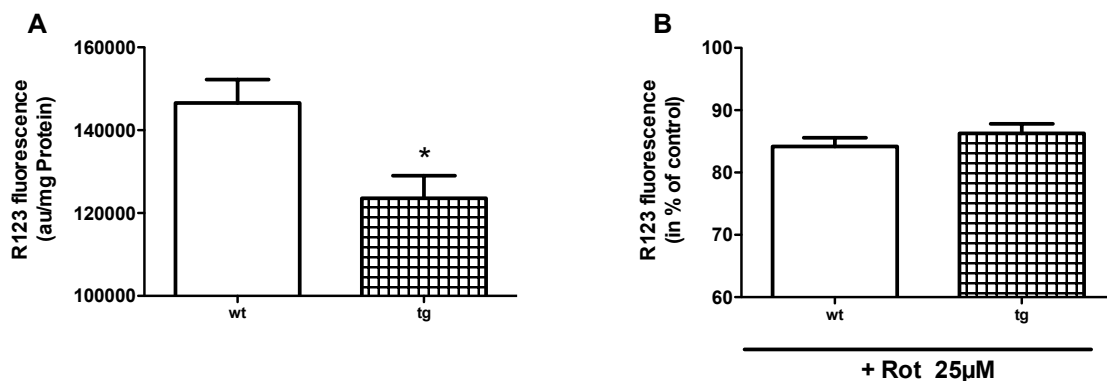 A
R123 fluorescence
(au/mg Protein)
160000
140000
120000
100000
*
wt
tg
B
R123 fluorescence
(in % of control)
100
90
80
70
60
wt
tg
+ Rot 25µM